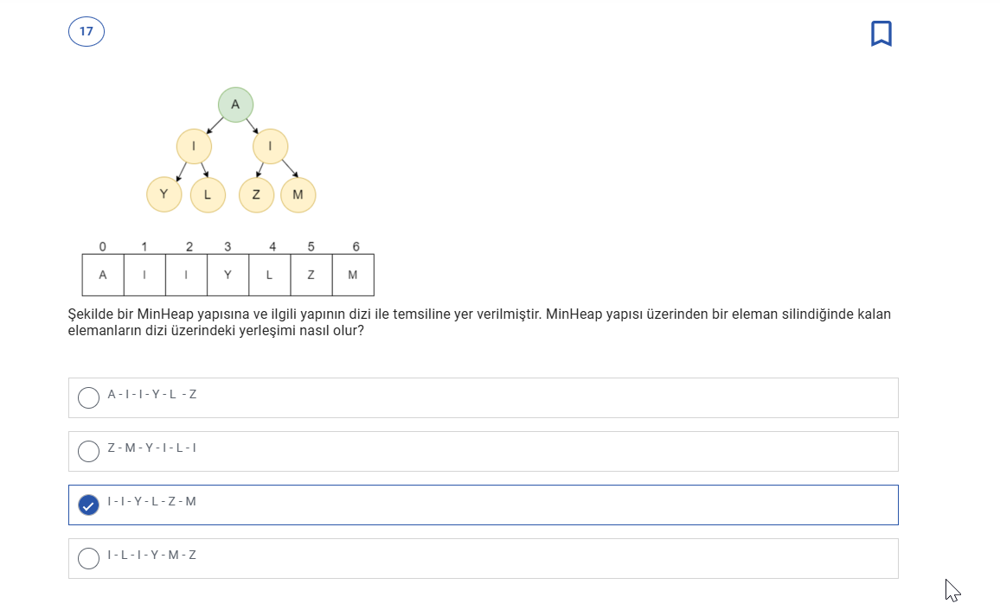 17
A
I I
Y L Z M
0 1 2 3 4 5 6
A I I Y L Z M
Şekilde bir MinHeap yapısına ve ilgili yapının dizi ile temsiline yer verilmiştir. MinHeap yapısı üzerinden bir eleman silindiğinde kalan
elemanların dizi üzerindeki yerleşimi nasıl olur?
A - I - I - Y - L - Z
Z - M - Y - I - L - I
I - I - Y - L - Z - M
I - L - I - Y - M - Z